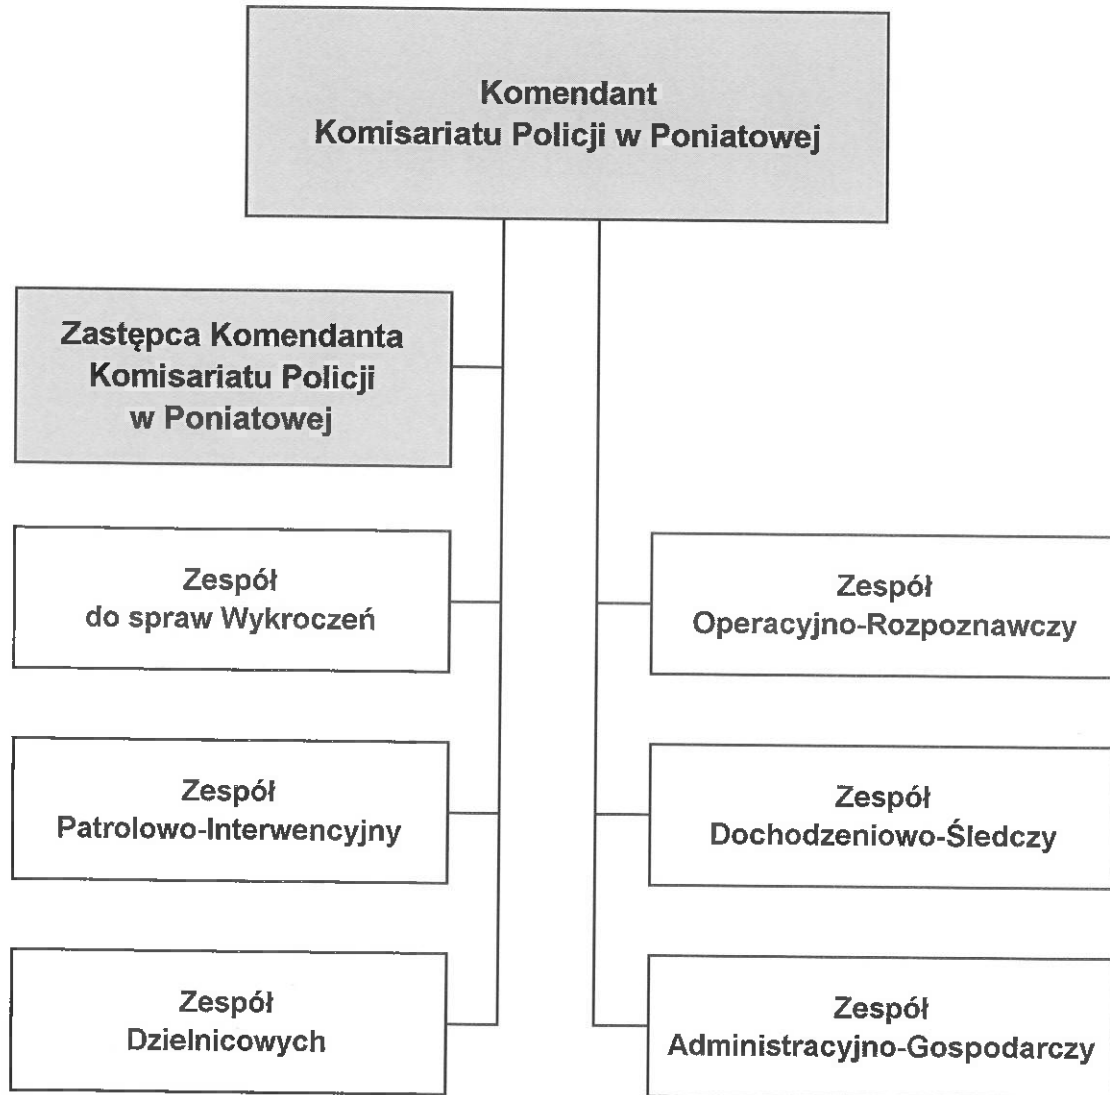 Komendant
Komisariatu Policji w Poniatowej
Zastępca Komendanta
Komisariatu Policji
w Poniatowej
Zespół
do spraw Wykroczeń
Zespół
Operacyjno-Rozpoznawczy
Zespół
Patrolowo-Interwencyjny
Zespół
Dochodzeniowo-Śledczy
Zespół
Dzielnicowych
Zespół
Administracyjno-Gospodarczy